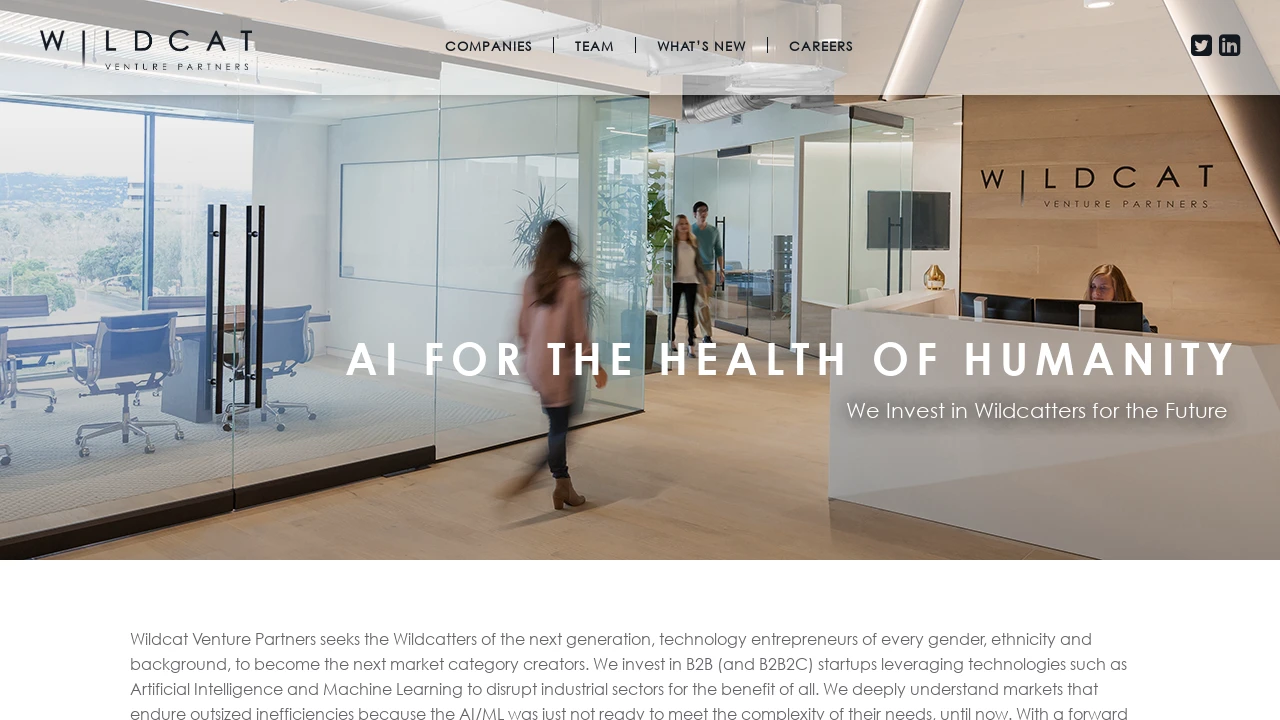 WILDCAT
VENTURE PARTNERS
COMPANIES
TEAM
WHAT'S NEW
CAREERS
WILDCAT
VENTURE PARTNERS
AI FOR THE HEALTH OF HUMANITY
We Invest in Wildcatters for the Future
Wildcat Venture Partners seeks the Wildcatters of the next generation, technology entrepreneurs of every gender, ethnicity and
background, to become the next market category creators. We invest in B2B (and B2B2C) startups leveraging technologies such as
Artificial Intelligence and Machine Learning to disrupt industrial sectors for the benefit of all. We deeply understand markets that
endure outsized inefficiencies because the AI/ML was just not ready to meet the complexity of their needs, until now. With a forward